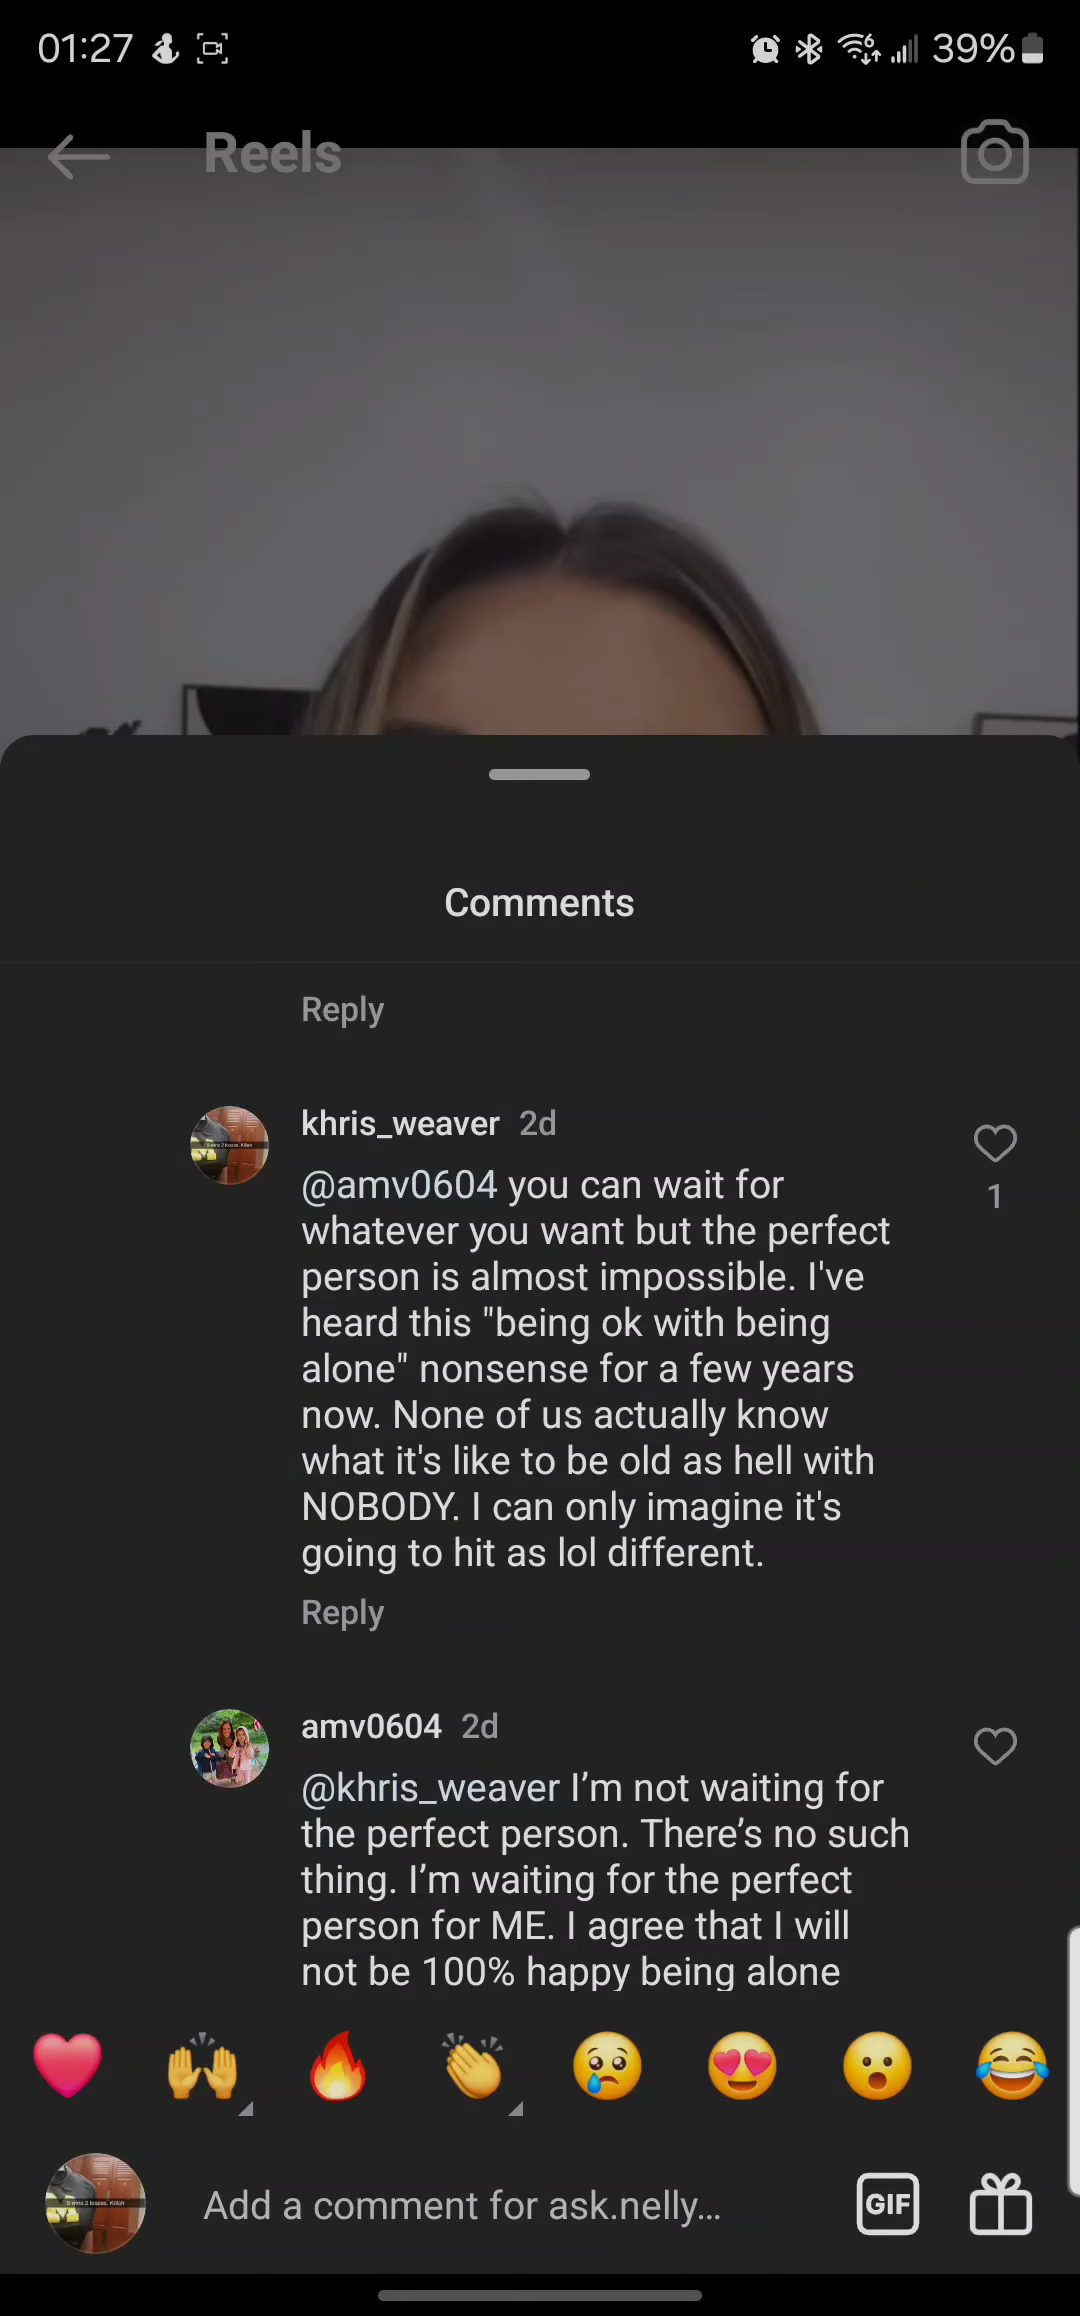 01:27
39%
Reels
Comments
Reply
khris_weaver 2d
@amv0604 you can wait for
whatever you want but the perfect
person is almost impossible. I've
heard this "being ok with being
alone" nonsense for a few years
now. None of us actually know
what it's like to be old as hell with
NOBODY. I can only imagine it's
going to hit as lol different.
1
Reply
amv0604 2d
@khris_weaver I’m not waiting for
the perfect person. There’s no such
thing. I’m waiting for the perfect
person for ME. I agree that I will
not be 100% happy being alone
Add a comment for ask.nelly...
GIF